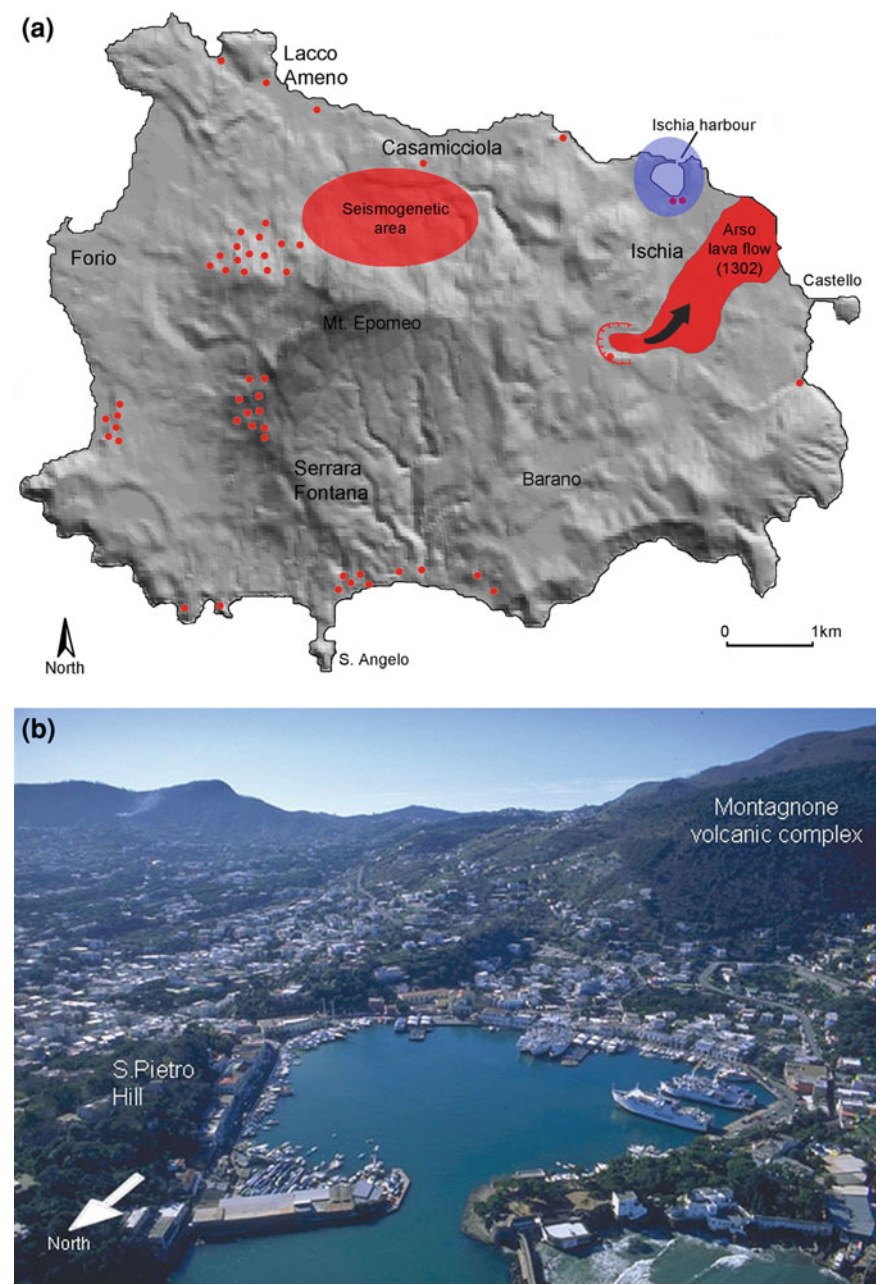 (a)
Lacco
Ameno
Ischia harbour
Casamicciola
Seismogenetic
area
Forio
Ischia
Arso
lava flow
(1302)
Castello
Mt. Epomeo
Serrara
Fontana
Barano
North
S. Angelo
0 1km
(b)
Montagnone
volcanic complex
S.Pietro
Hill
North